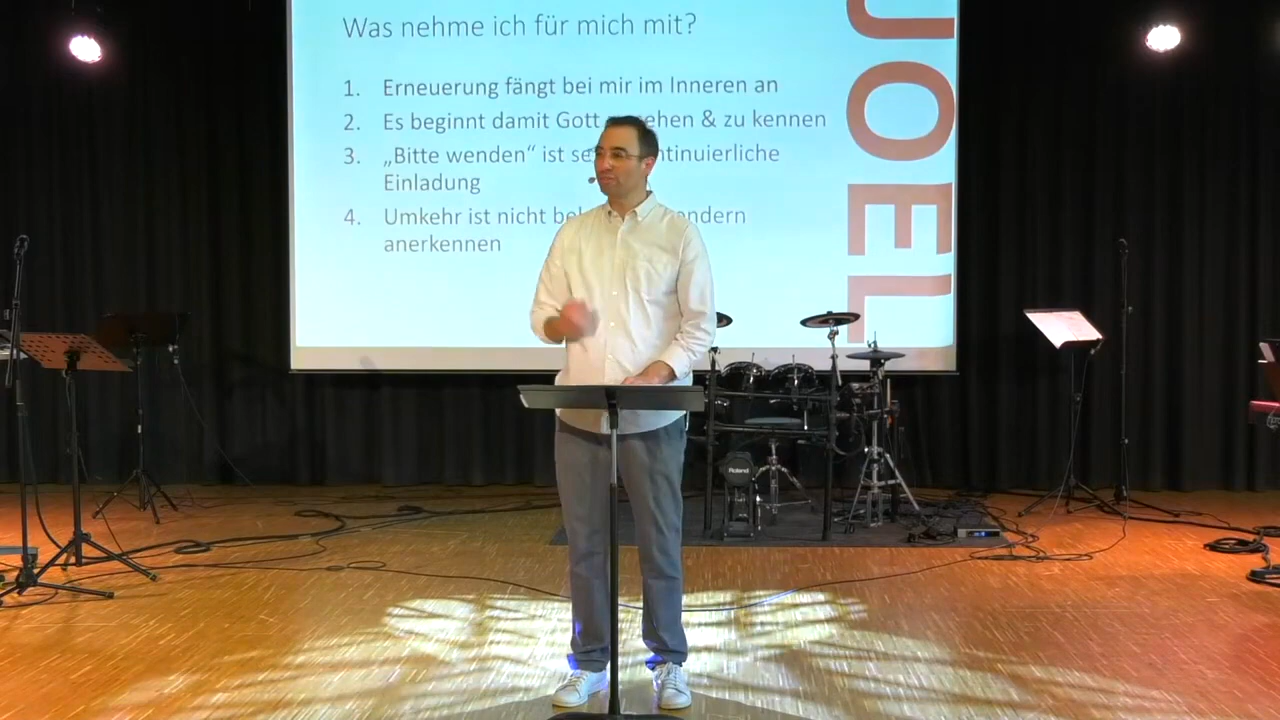 Was nehme ich für mich mit?
1. Erneuerung fängt bei mir im Inneren an
2. Es beginnt damit Gott sehen & zu kennen
3. „Bitte wenden“ ist
Einladung
4. Umkehr ist nicht
anerkennen
JOEL
Roland